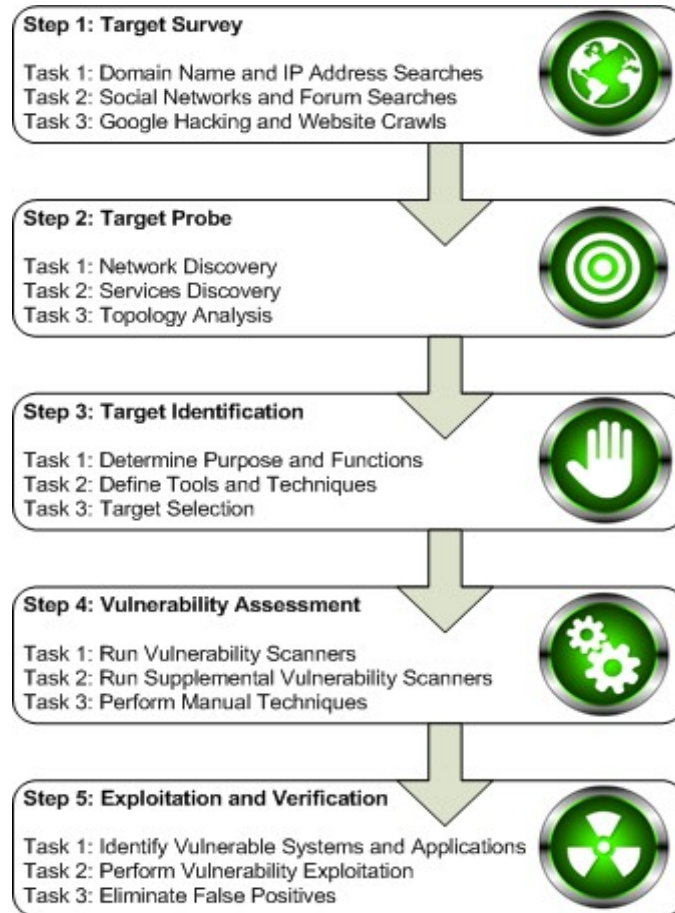 Step 1: Target Survey
Task 1: Domain Name and IP Address Searches
Task 2: Social Networks and Forum Searches
Task 3: Google Hacking and Website Crawls
Step 2: Target Probe
Task 1: Network Discovery
Task 2: Services Discovery
Task 3: Topology Analysis
Step 3: Target Identification
Task 1: Determine Purpose and Functions
Task 2: Define Tools and Techniques
Task 3: Target Selection
Step 4: Vulnerability Assessment
Task 1: Run Vulnerability Scanners
Task 2: Run Supplemental Vulnerability Scanners
Task 3: Perform Manual Techniques
Step 5: Exploitation and Verification
Task 1: Identify Vulnerable Systems and Applications
Task 2: Perform Vulnerability Exploitation
Task 3: Eliminate False Positives